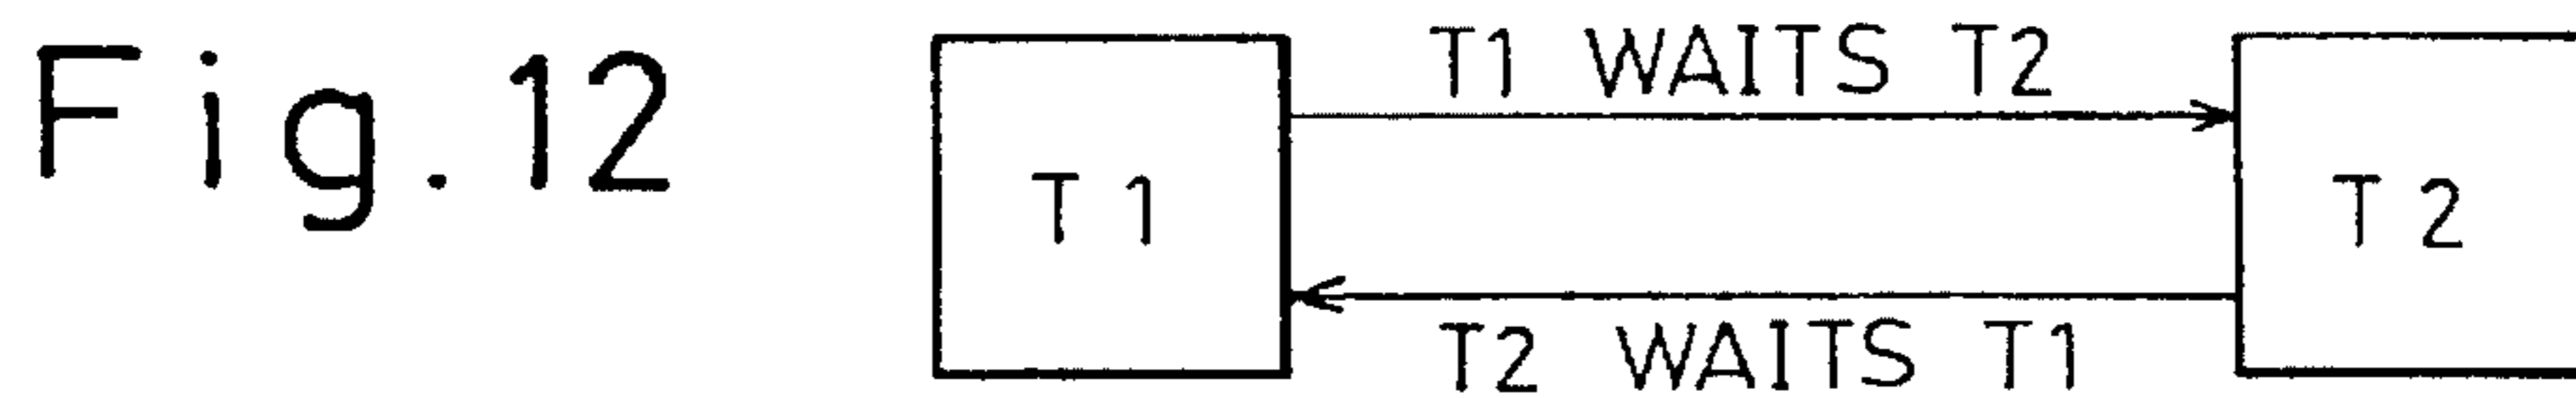 Fig.12
T1 WAITS T2
T1
T2
T2 WAITS T1